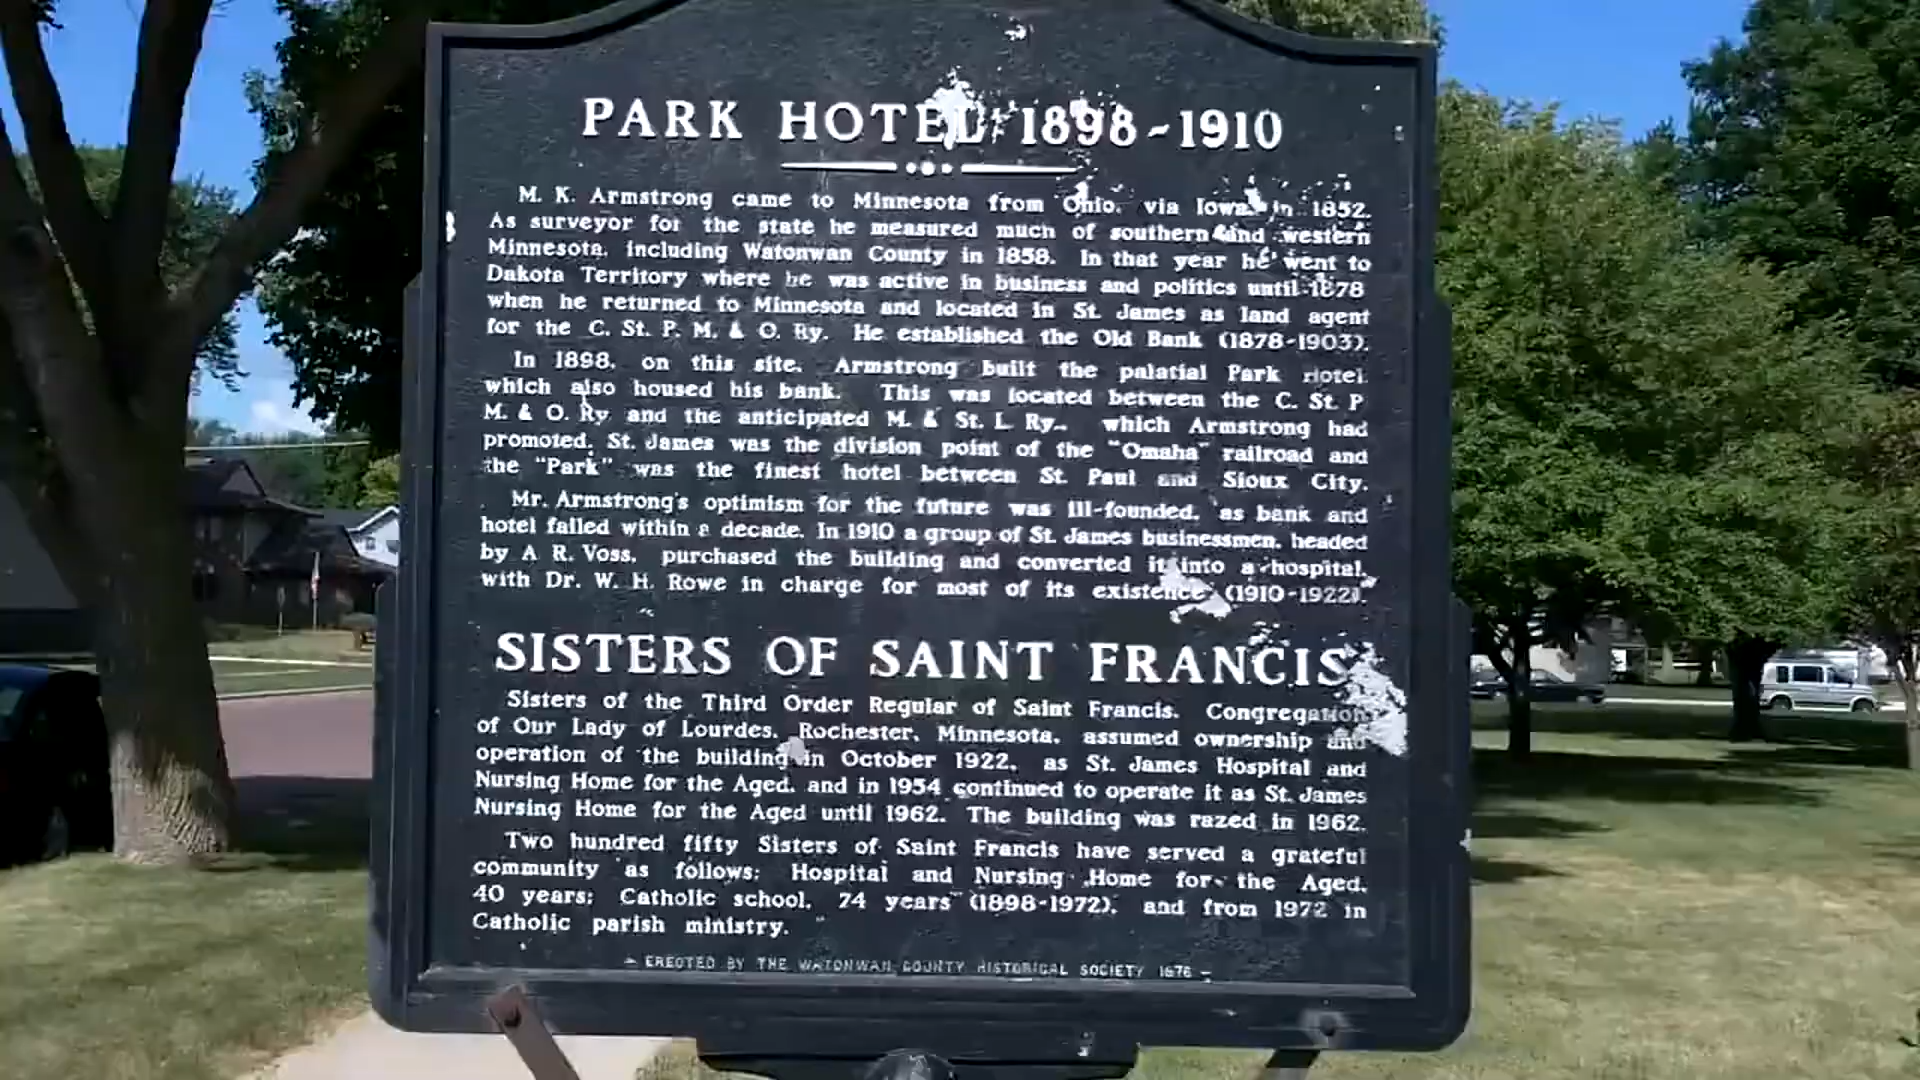 PARK HOTEL 1898-1910
M. K. Armstrong came to Minnesota from Ohio, via Iowa in 1852.
As surveyor for the state he measured much of southern and western
Minnesota, including Watonwan County in 1858. In that year he went to
Dakota Territory where he was active in business and politics until 1878
when he returned to Minnesota and located in St. James as land agent
for the C. St. P. M. & O. Ry. He established the Old Bank (1878-1903).
In 1898, on this site, Armstrong built the palatial Park Hotel
which also housed his bank. This was located between the C. St. P
M. & O. Ry and the anticipated M. & St. L. Ry., which Armstrong had
promoted. St. James was the division point of the "Omaha" railroad and
the "Park" was the finest hotel between St. Paul and Sioux City.
Mr. Armstrong's optimism for the future was ill-founded, as bank and
hotel failed within a decade. In 1910 a group of St. James businessmen, headed
by A. R. Voss, purchased the building and converted it into a hospital,
with Dr. W. H. Rowe in charge for most of its existence (1910-1922).
SISTERS OF SAINT FRANCIS
Sisters of the Third Order Regular of Saint Francis, Congregation
of Our Lady of Lourdes, Rochester, Minnesota, assumed ownership and
operation of the building in October 1922, as St. James Hospital and
Nursing Home for the Aged, and in 1954 continued to operate it as St. James
Nursing Home for the Aged until 1962. The building was razed in 1962.
Two hundred fifty Sisters of Saint Francis have served a grateful
community as follows: Hospital and Nursing Home for the Aged,
40 years; Catholic school, 74 years (1898-1972), and from 1972 in
Catholic parish ministry.
- ERECTED BY THE WATONWAN COUNTY HISTORICAL SOCIETY -